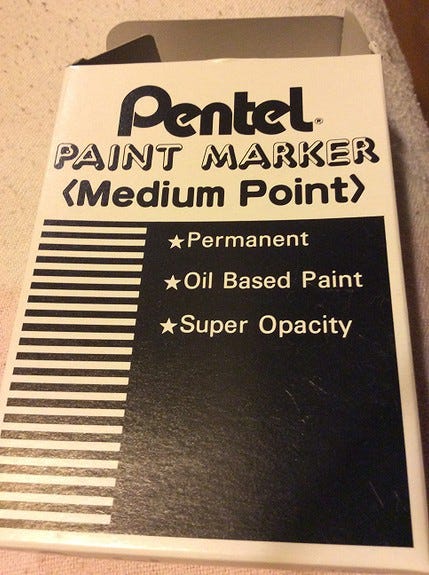 Pentel®
PAINT MARKER
<Medium Point>
★Permanent
★Oil Based Paint
★Super Opacity